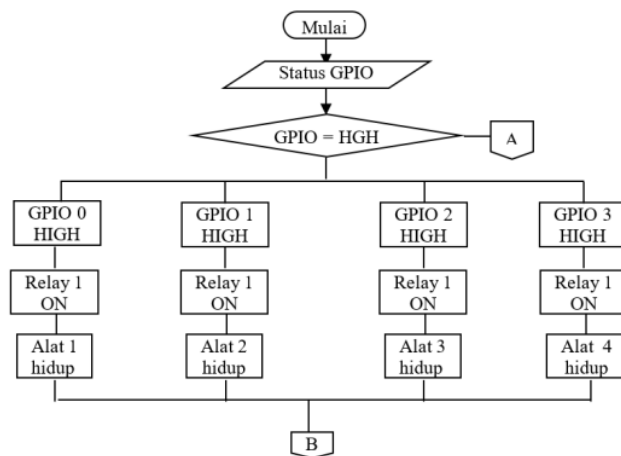 Mulai
Status GPIO
GPIO = HGH
A
GPIO 0
HIGH
GPIO 1
HIGH
GPIO 2
HIGH
GPIO 3
HIGH
Relay 1
ON
Relay 1
ON
Relay 1
ON
Relay 1
ON
Alat 1
hidup
Alat 2
hidup
Alat 3
hidup
Alat 4
hidup
B